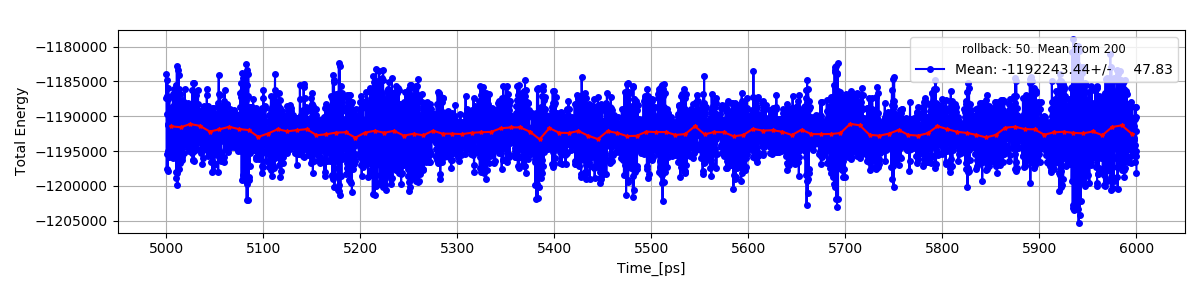 rollback: 50. Mean from 200
Mean: -1192243.44+/- 47.83
Total Energy
−1180000
−1185000
−1190000
−1195000
−1200000
−1205000
5000 5100 5200 5300 5400 5500 5600 5700 5800 5900 6000
Time_[ps]